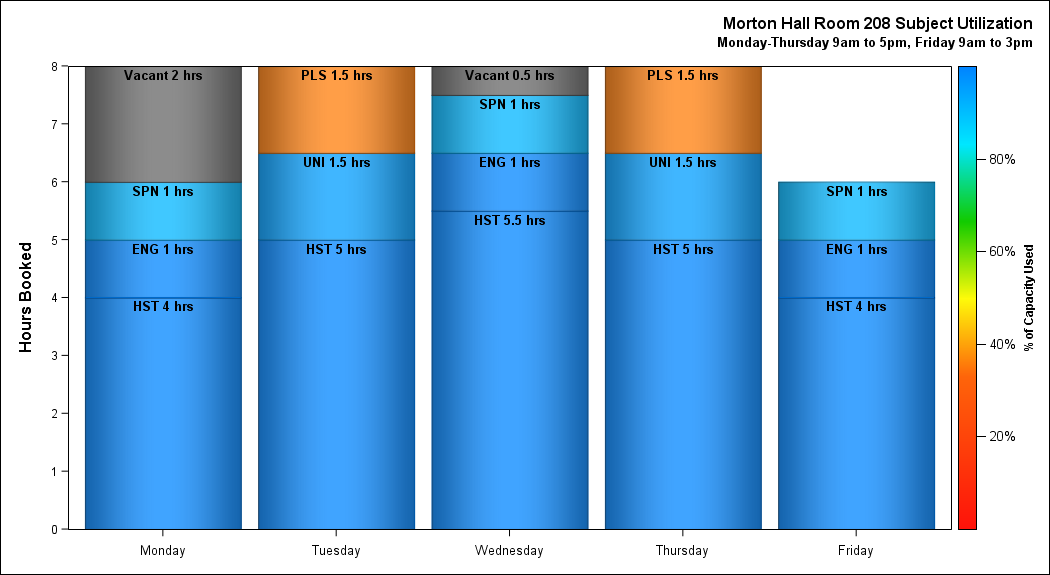 Morton Hall Room 208 Subject Utilization
Monday-Thursday 9am to 5pm, Friday 9am to 3pm
Hours Booked
8
7
6
5
4
3
2
1
0
Vacant 2 hrs
SPN 1 hrs
ENG 1 hrs
HST 4 hrs
PLS 1.5 hrs
UNI 1.5 hrs
HST 5 hrs
Vacant 0.5 hrs
SPN 1 hrs
ENG 1 hrs
HST 5.5 hrs
PLS 1.5 hrs
UNI 1.5 hrs
HST 5 hrs
SPN 1 hrs
ENG 1 hrs
HST 4 hrs
Monday
Tuesday
Wednesday
Thursday
Friday
80%
60%
40%
20%
% of Capacity Used